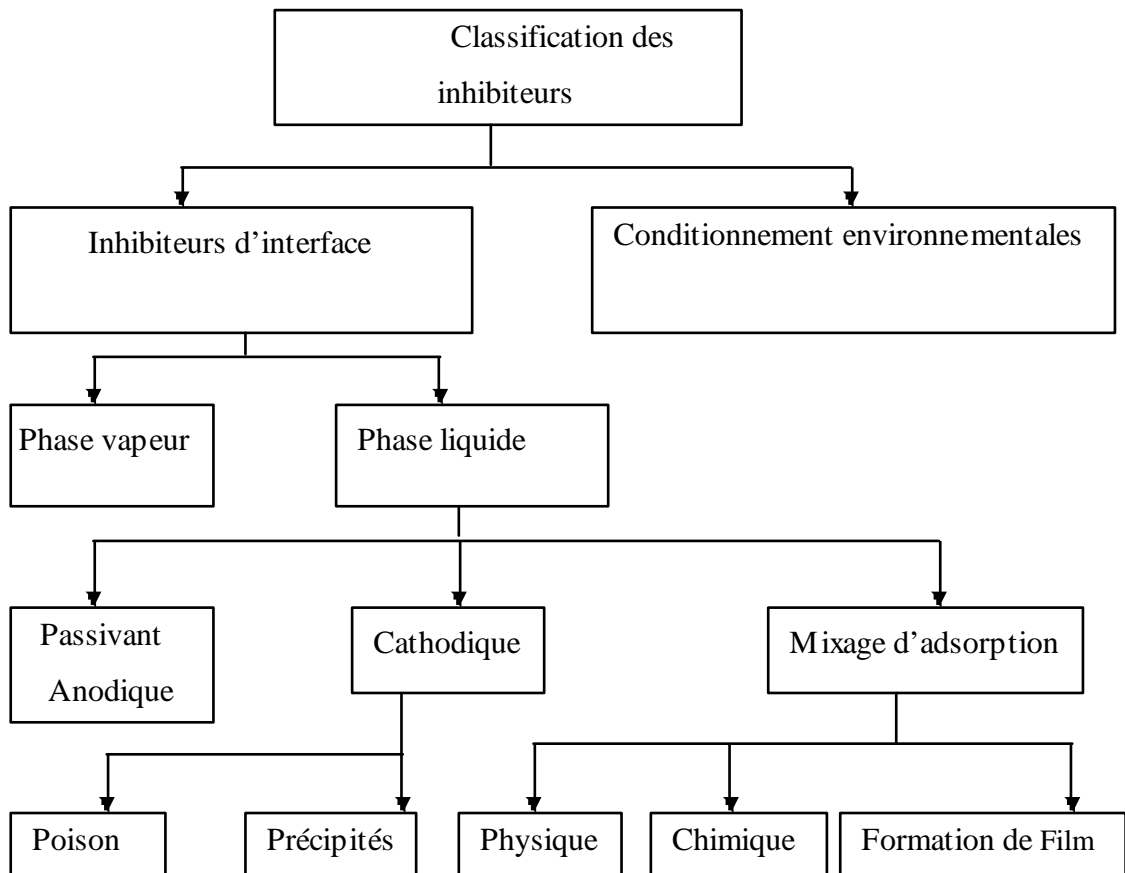 Classification des
inhibiteurs
Inhibiteurs d’interface
Conditionnement environnementales
Phase vapeur
Phase liquide
Passivant
Anodique
Cathodique
Mixage d’adsorption
Poison
Précipités
Physique
Chimique
Formation de Film